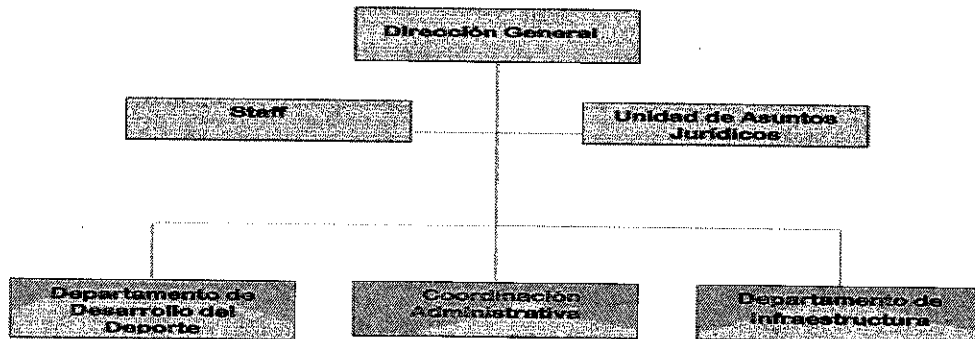 Dirección General
Staff
Unidad de Asuntos
Jurídicos
Departamento de
Desarrollo del
Deporte
Coordinación
Administrativa
Departamento de
Infraestructura